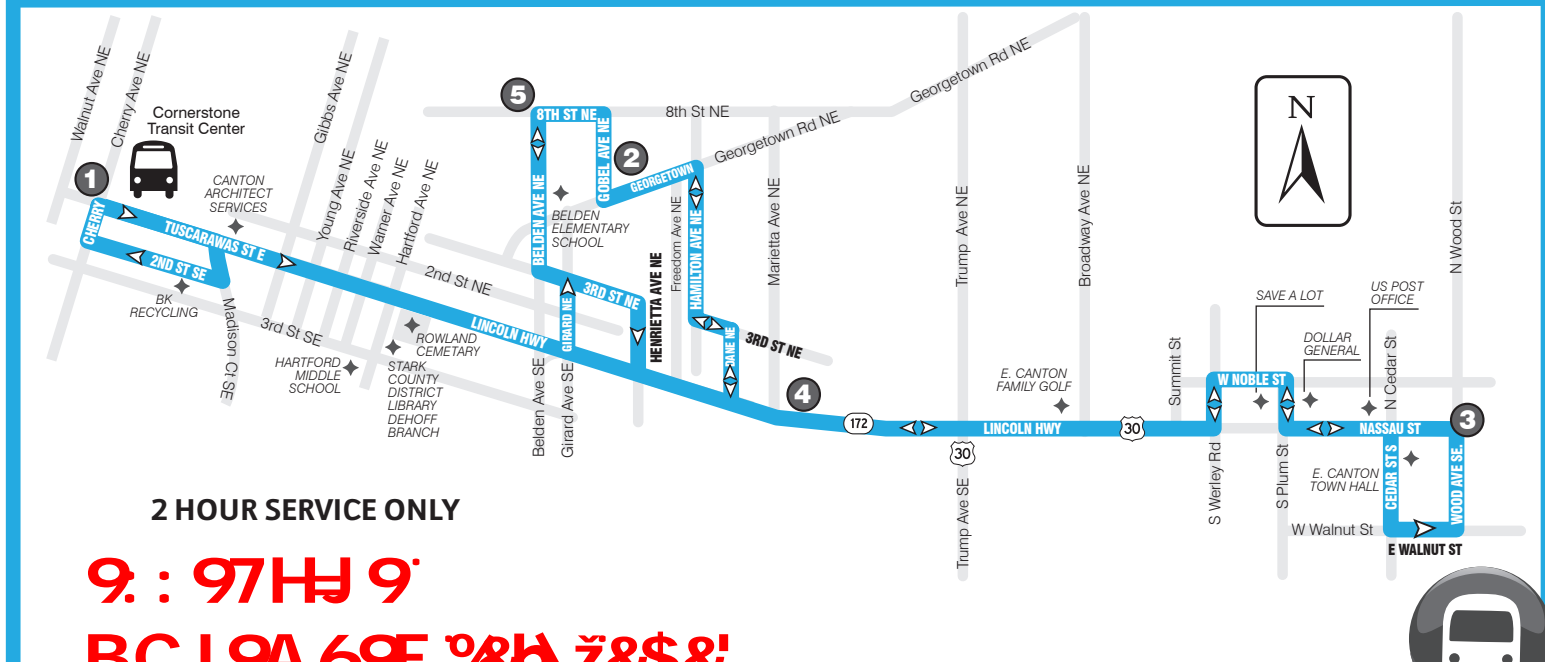 Walnut Ave NE
Cherry Ave NE
Cornerstone
Transit Center
1
CANTON
ARCHITECT
SERVICES
Gibbs Ave NE
Young Ave NE
Riverside Ave NE
Warner Ave NE
Hartford Ave NE
CHERRY
TUSCARAWAS ST E
2ND ST SE
BK
RECYCLING
Madison Ct SE
3rd St SE
2nd St NE
LINCOLN HWY
HARTFORD
MIDDLE
SCHOOL
ROWLAND
CEMETARY
STARK
COUNTY
DISTRICT
LIBRARY
DEHOFF
BRANCH
5
8TH ST NE
8th St NE
GOBEL AVE NE
2
GEORGETOWN
Georgetown Rd NE
Georgetown Rd NE
BELDEN AVE NE
BELDEN
ELEMENTARY
SCHOOL
3RD ST NE
GIRARD NE
HENRIETTA AVE NE
Freedom Ave NE
HAMILTON AVE NE
DANE NE
3RD ST NE
Marietta Ave NE
Belden Ave SE
Girard Ave SE
4
172
Trump Ave NE
Broadway Ave NE
E. CANTON
FAMILY GOLF
LINCOLN HWY
30
30
Trump Ave SE
Summit St
W NOBLE ST
S Werley Rd
S Plum St
SAVE A LOT
DOLLAR
GENERAL
US POST
OFFICE
N Cedar St
N Wood St
N
NASSAU ST
3
E. CANTON
TOWN HALL
CEDAR ST S
WOOD AVE SE.
W Walnut St
E WALNUT ST
2 HOUR SERVICE ONLY